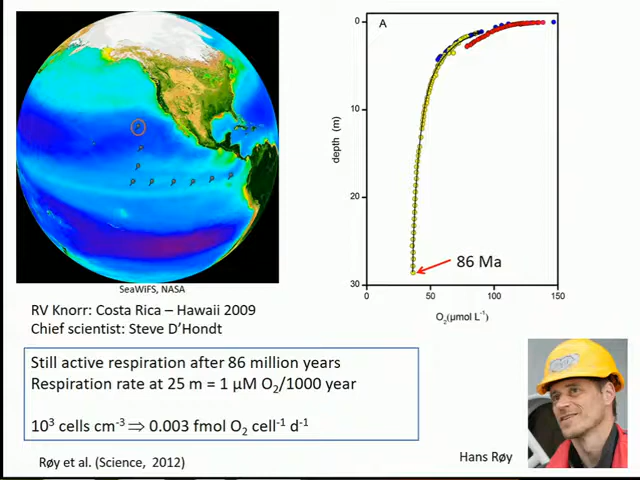 A
0
10
20
30
depth (m)
86 Ma
0
50
100
150
O₂(µmol L⁻¹)
SeaWiFS, NASA
RV Knorr: Costa Rica – Hawaii 2009
Chief scientist: Steve D'Hondt
Still active respiration after 86 million years
Respiration rate at 25 m = 1 µM O₂/1000 year
10³ cells cm⁻³ ⇒ 0.003 fmol O₂ cell⁻¹ d⁻¹
Røy et al. (Science, 2012)
Hans Røy